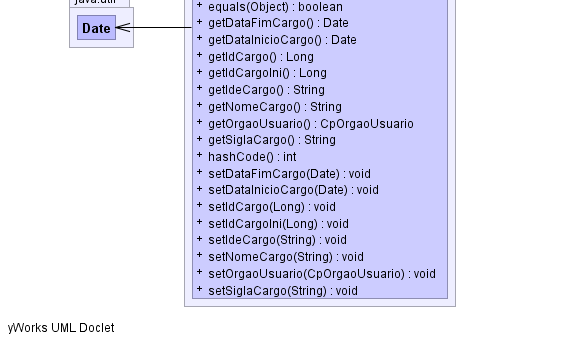 java.util
Date
+ equals(Object) : boolean
+ getDataFimCargo() : Date
+ getDataInicioCargo() : Date
+ getIdCargo() : Long
+ getIdCargoIni() : Long
+ getIdeCargo() : String
+ getNomeCargo() : String
+ getOrgaoUsuario() : CpOrgaoUsuario
+ getSiglaCargo() : String
+ hashCode() : int
+ setDataFimCargo(Date) : void
+ setDataInicioCargo(Date) : void
+ setIdCargo(Long) : void
+ setIdCargoIni(Long) : void
+ setIdeCargo(String) : void
+ setNomeCargo(String) : void
+ setOrgaoUsuario(CpOrgaoUsuario) : void
+ setSiglaCargo(String) : void
yWorks UML Doclet